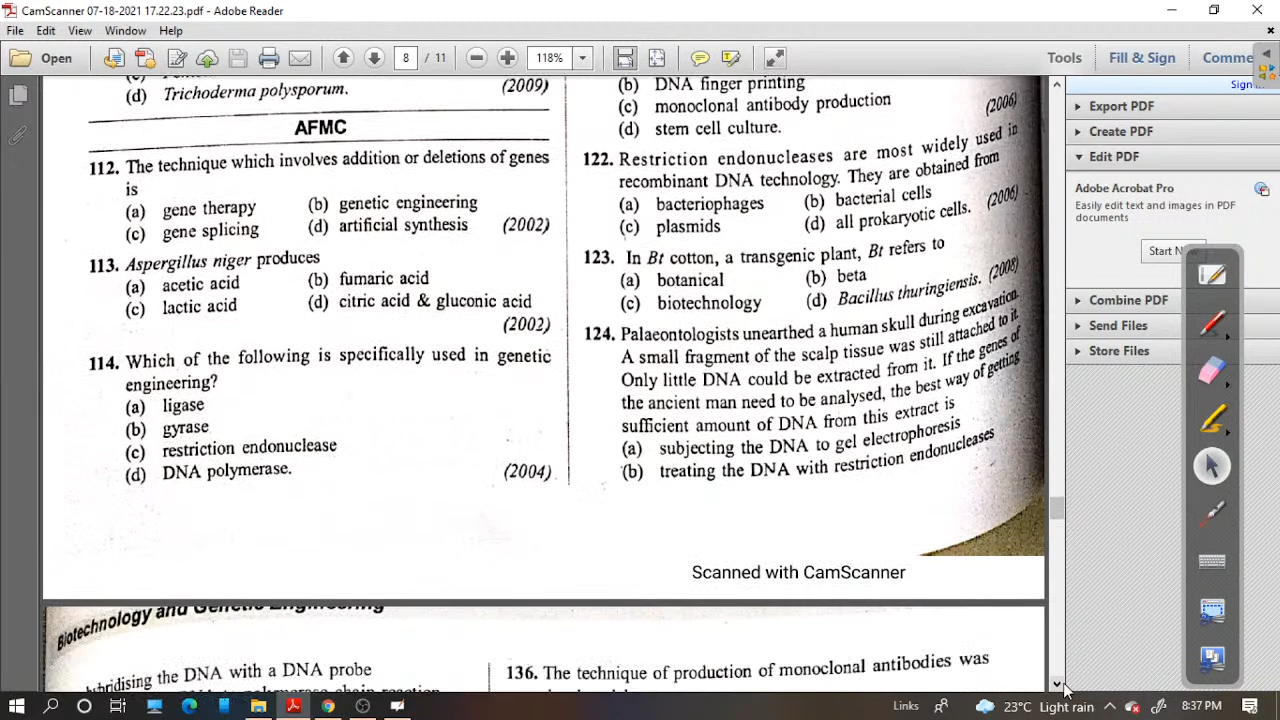 CamScanner 07-18-2021 17.22.23.pdf - Adobe Reader
File Edit View Window Help
Open 8 / 11 118% Tools Fill & Sign Comme
(d) Trichoderma polysporum. (2009)
AFMC
112. The technique which involves addition or deletions of genes
is
(a) gene therapy (b) genetic engineering
(c) gene splicing (d) artificial synthesis (2002)
113. Aspergillus niger produces
(a) acetic acid (b) fumaric acid
(c) lactic acid (d) citric acid & gluconic acid
(2002)
114. Which of the following is specifically used in genetic
engineering?
(a) ligase
(b) gyrase
(c) restriction endonuclease
(d) DNA polymerase. (2004)
(b) DNA finger printing
(c) monoclonal antibody production
(d) stem cell culture. (2006)
122. Restriction endonucleases are most widely used in
recombinant DNA technology. They are obtained from
(a) bacteriophages (b) bacterial cells
(c) plasmids (d) all prokaryotic cells. (2006)
123. In Bt cotton, a transgenic plant, Bt refers to
(a) botanical (b) beta
(c) biotechnology (d) Bacillus thuringiensis. (2008)
124. Palaeontologists unearthed a human skull during excavation.
A small fragment of the scalp tissue was still attached to it.
Only little DNA could be extracted from it. If the genes of
the ancient man need to be analysed, the best way of getting
sufficient amount of DNA from this extract is
(a) subjecting the DNA to gel electrophoresis
(b) treating the DNA with restriction endonucleases
Scanned with CamScanner
Biotechnology and Genetic Engineering
hybridising the DNA with a DNA probe
136. The technique of production of monoclonal antibodies was
Sign
Export PDF
Create PDF
Edit PDF
Adobe Acrobat Pro
Easily edit text and images in PDF
documents
Start
Combine PDF
Send Files
Store Files
Links 23°C Light rain 8:37 PM